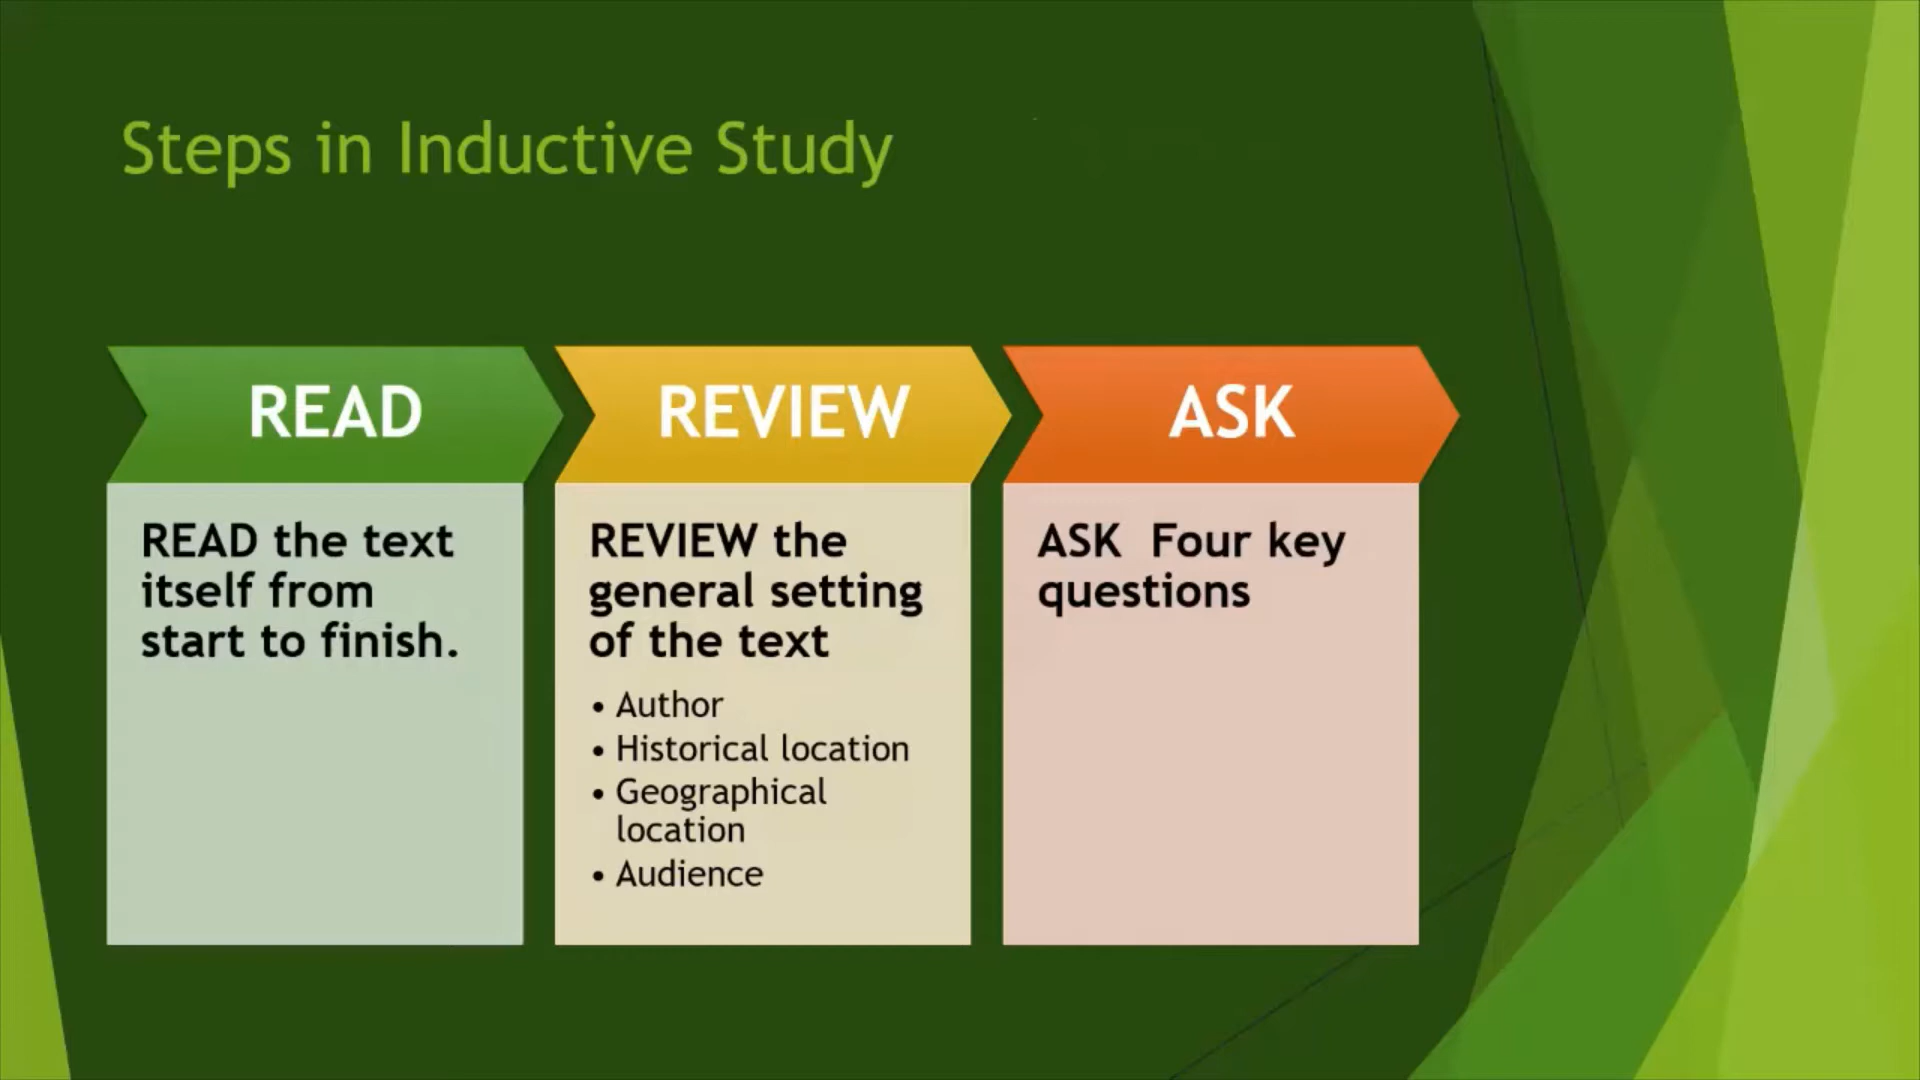 Steps in Inductive Study
READ
READ the text
itself from
start to finish.
REVIEW
REVIEW the
general setting
of the text
• Author
• Historical location
• Geographical
location
• Audience
ASK
ASK  Four key
questions